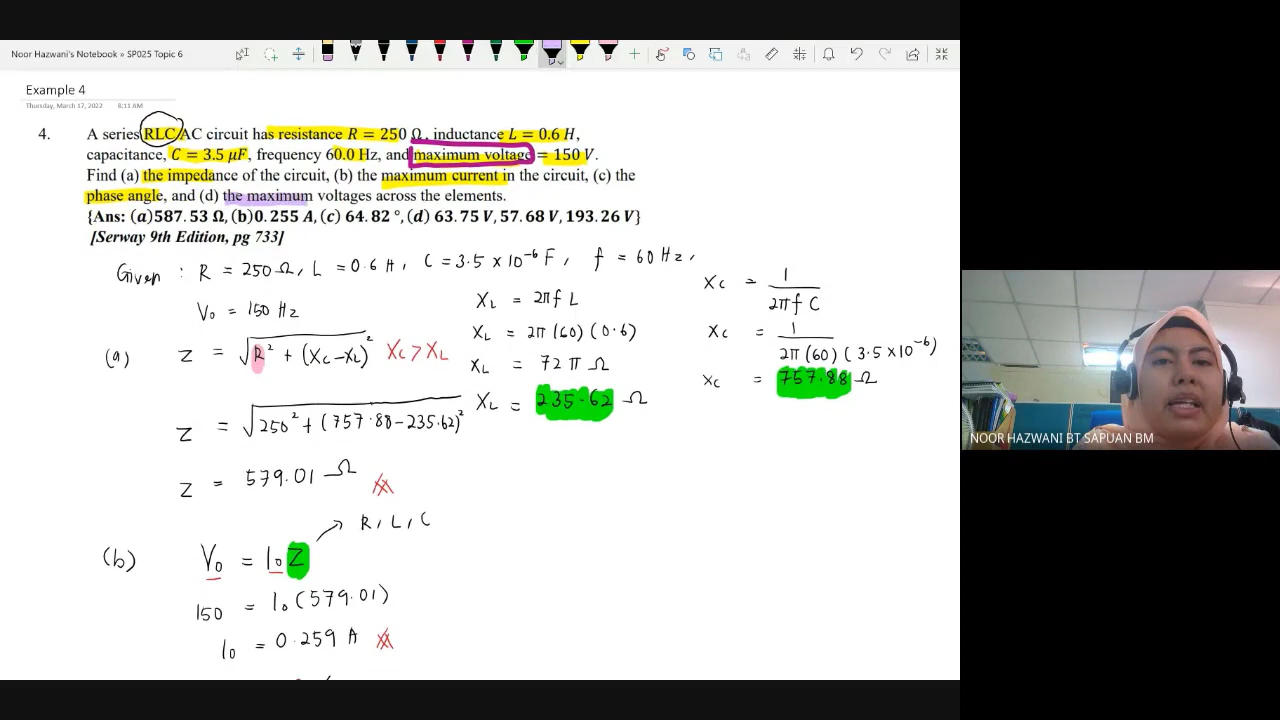 Noor Hazwani's Notebook » SP025 Topic 6
Example 4
Thursday, March 17, 2022 8:11 AM
4. A series RLC AC circuit has resistance R = 250 Ω, inductance L = 0.6 H,
capacitance, C = 3.5 μF, frequency 60.0 Hz, and maximum voltage = 150 V.
Find (a) the impedance of the circuit, (b) the maximum current in the circuit, (c) the
phase angle, and (d) the maximum voltages across the elements.
{Ans: (a)587.53 Ω, (b)0.255 A, (c) 64.82 °, (d) 63.75 V, 57.68 V, 193.26 V}
[Serway 9th Edition, pg 733]
Given : R = 250 Ω, L = 0.6 H, C = 3.5 × 10⁻⁶ F, f = 60 Hz,
V₀ = 150 Hz
(a) Z = √R² + (Xc – XL)² Xc > XL
Z = √250² + (757.88 – 235.62)²
Z = 579.01 Ω
XL = 2πf L
XL = 2π (60) (0.6)
XL = 72 π Ω
XL = 235.62 Ω
Xc = 1 / 2πf C
Xc = 1 / 2π (60) (3.5 × 10⁻⁶)
Xc = 757.88 Ω
(b) V₀ = I₀ Z → R, L, C
150 = I₀ (579.01)
I₀ = 0.259 A
NOOR HAZWANI BT SAPUAN BM